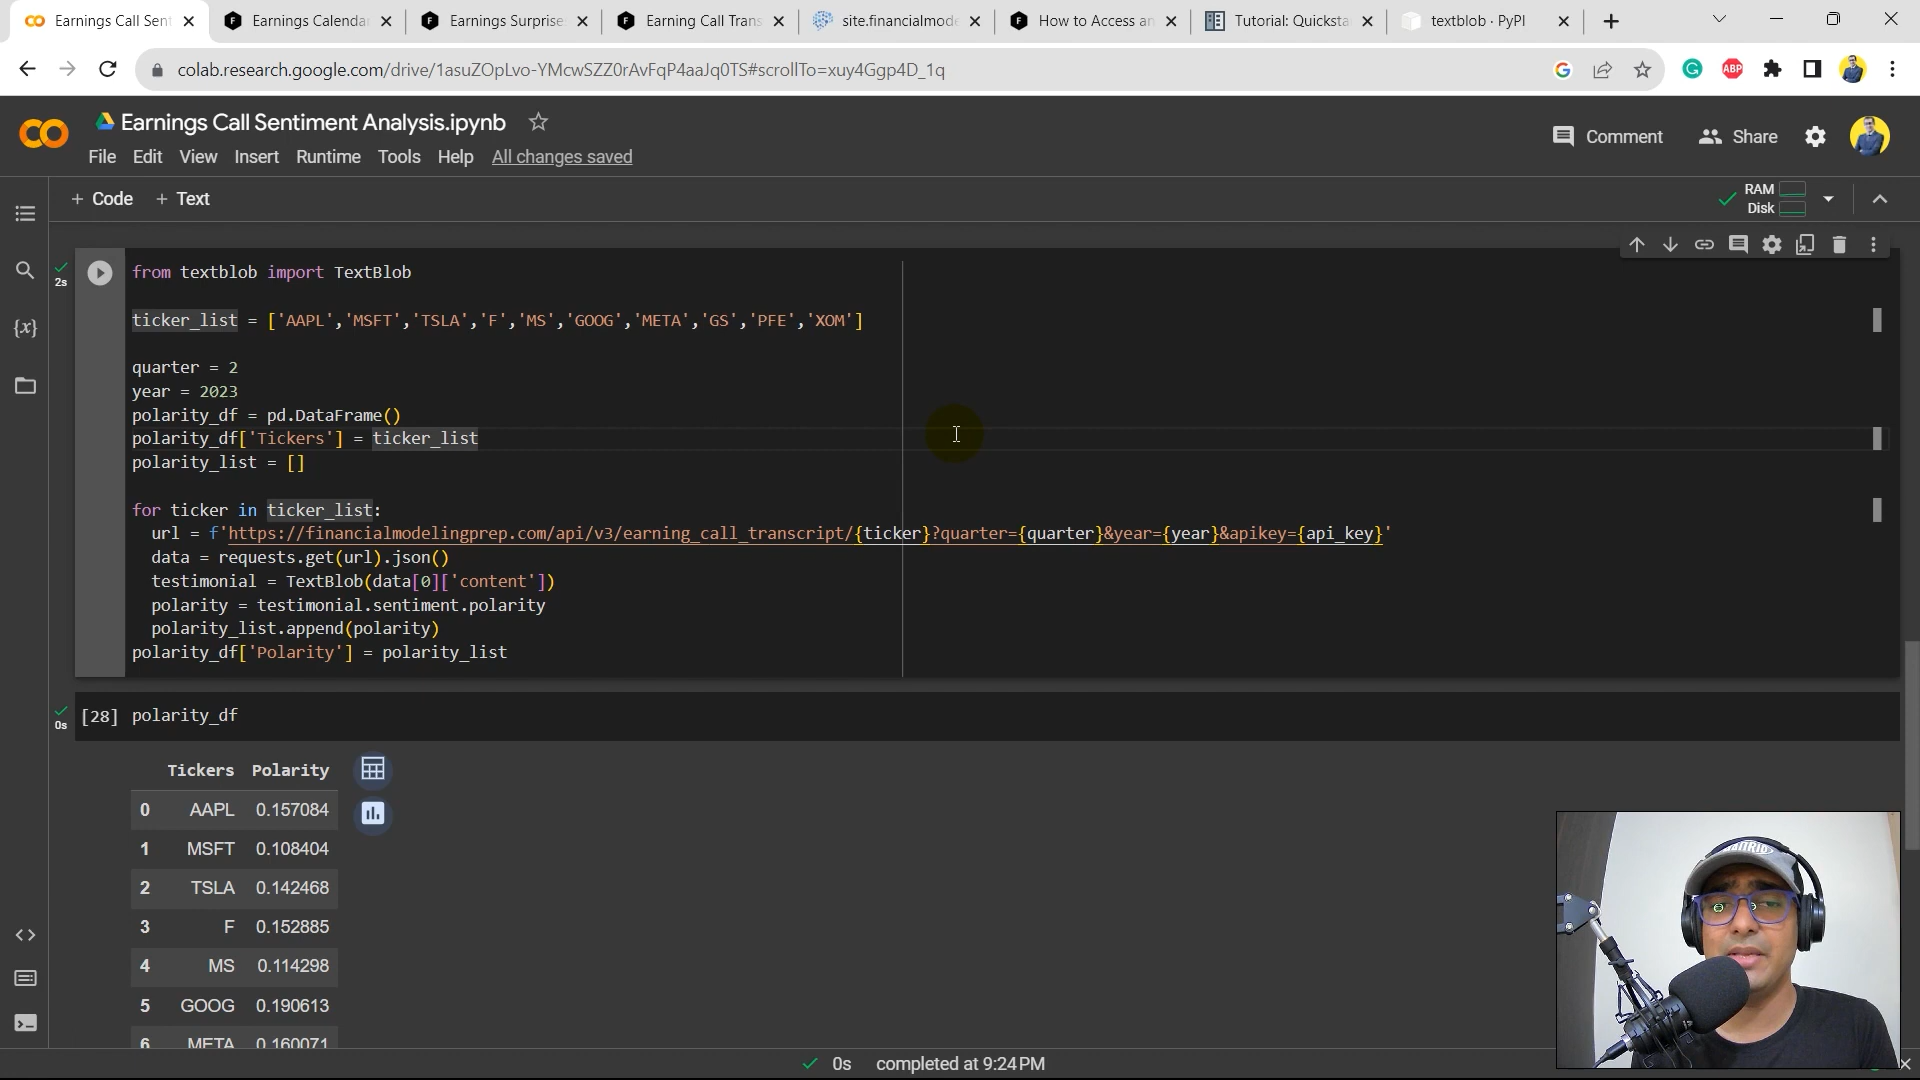 Earnings Call Sent
Earnings Calenda
Earnings Surprise
Earning Call Trans
site.financialmode
How to Access an
Tutorial: Quicksta
textblob · PyPI
colab.research.google.com/drive/1asuZOpLvo-YMcwSZZ0rAvFqP4aaJq0TS#scrollTo=xuy4Ggp4D_1q
ABP
CO
Earnings Call Sentiment Analysis.ipynb
Comment
Share
File Edit View Insert Runtime Tools Help All changes saved
+ Code + Text
RAM
Disk
2s
from textblob import TextBlob
ticker_list = ['AAPL','MSFT','TSLA','F','MS','GOOG','META','GS','PFE','XOM']
quarter = 2
year = 2023
polarity_df = pd.DataFrame()
polarity_df['Tickers'] = ticker_list
polarity_list = []
for ticker in ticker_list:
url = f'https://financialmodelingprep.com/api/v3/earning_call_transcript/{ticker}?quarter={quarter}&year={year}&apikey={api_key}'
data = requests.get(url).json()
testimonial = TextBlob(data[0]['content'])
polarity = testimonial.sentiment.polarity
polarity_list.append(polarity)
polarity_df['Polarity'] = polarity_list
0s
[28] polarity_df
Tickers Polarity
0 AAPL 0.157084
1 MSFT 0.108404
2 TSLA 0.142468
3 F 0.152885
4 MS 0.114298
5 GOOG 0.190613
6 META 0.160071
0s completed at 9:24 PM